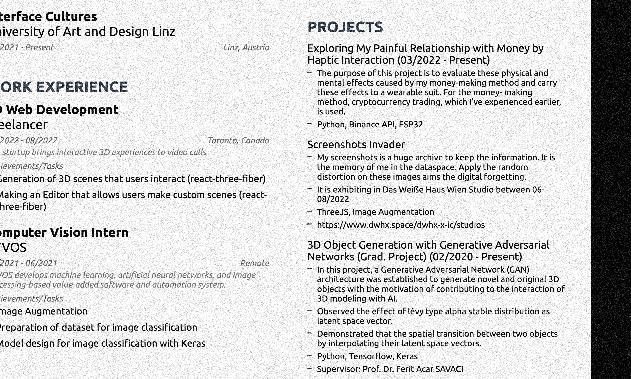 terface Cultures
iversity of Art and Design Linz
2021 - Present Linz, Austria
ORK EXPERIENCE
D Web Development
eelancer
2022 - 08/2022 Toronto, Canada
startup brings interactive 3D experiences to video calls
ievements/Tasks
Generation of 3D scenes that users interact (react-three-fiber)
Making an Editor that allows users make custom scenes (react-
three-fiber)
omputer Vision Intern
VOS
2021 - 06/2021 Remote
VOS develops machine learning, artificial neural networks, and image
cessing-based value added software and automation system.
ievements/Tasks
mage Augmentation
Preparation of dataset for image classification
Model design for image classification with Keras
PROJECTS
Exploring My Painful Relationship with Money by
Haptic Interaction (03/2022 - Present)
– The purpose of this project is to evaluate these physical and
mental effects caused by my money-making method and carry
these effects to a wearable suit. For the money- making
method, cryptocurrency trading, which I've experienced earlier,
is used.
– Python, Binance API, ESP32
Screenshots Invader
– My screenshots is a huge archive to keep the information. It is
the memory of me in the dataspace. Apply the random
distortion on these images aims the digital forgetting.
– It is exhibiting in Das Weiße Haus Wien Studio between 06-
08/2022
– ThreeJS, Image Augmentation
– https://www.dwhx.space/dwhx-x-ic/studios
3D Object Generation with Generative Adversarial
Networks (Grad. Project) (02/2020 - Present)
– In this project, a Generative Adversarial Network (GAN)
architecture was established to generate novel and original 3D
objects with the motivation of contributing to the interaction of
3D modeling with AI.
– Observed the effect of lèvy type alpha stable distribution as
latent space vector.
– Demonstrated that the spatial transition between two objects
by interpolating their latent space vectors.
– Python, Tensorflow, Keras
– Supervisor: Prof. Dr. Ferit Acar SAVACI